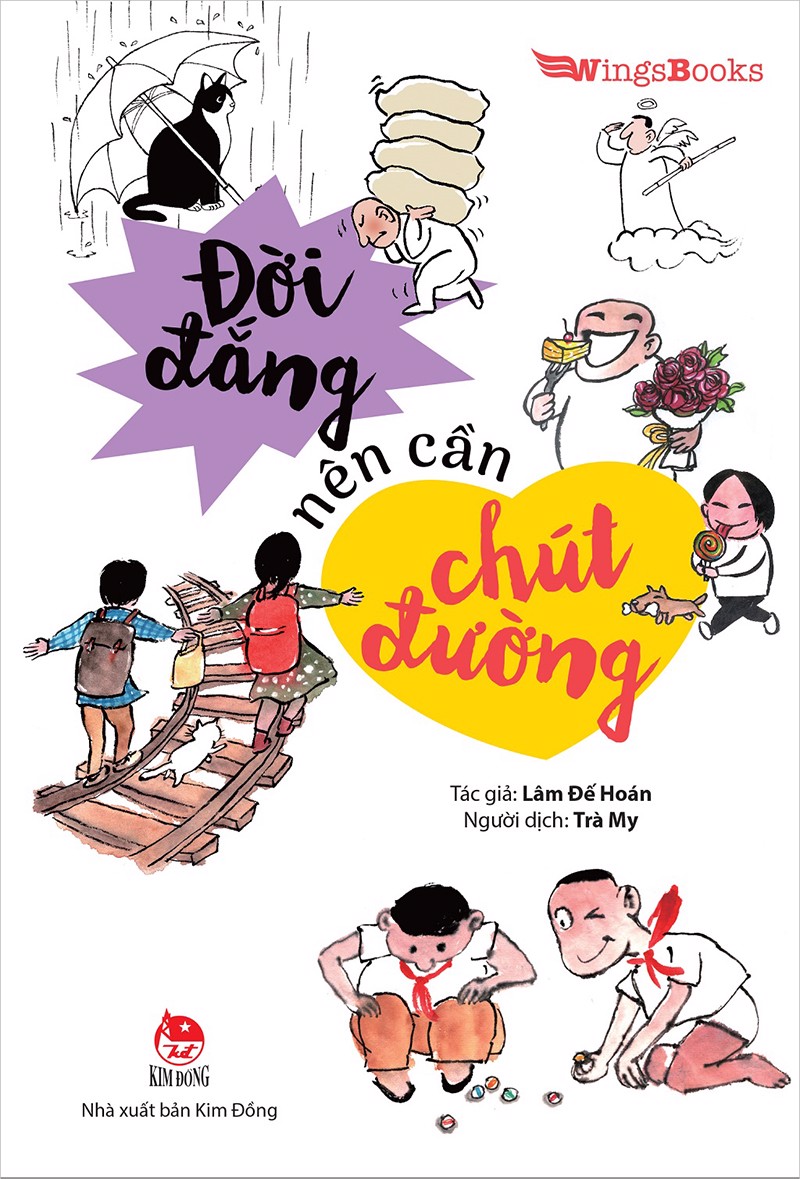 WingsBooks
Đời
đắng
nên cần
chút
đường
Tác giả: Lâm Đế Hoán
Người dịch: Trà My
KIM ĐỒNG
Nhà xuất bản Kim Đồng